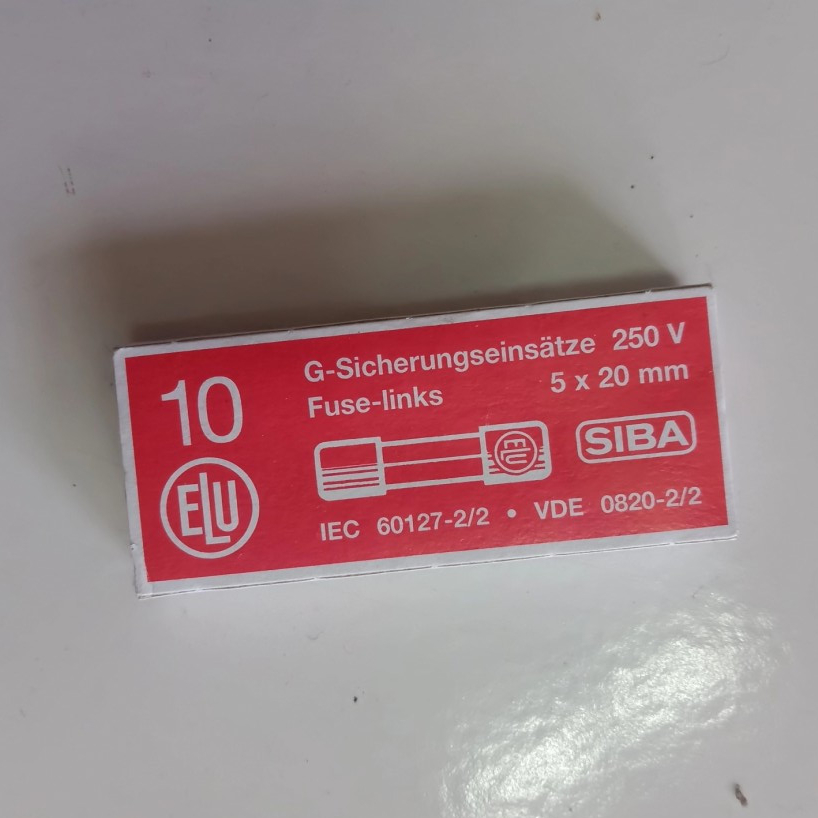 10
G-Sicherungseinsätze 250 V
Fuse-links 5 x 20 mm
ELU
ELU
SIBA
IEC 60127-2/2 • VDE 0820-2/2